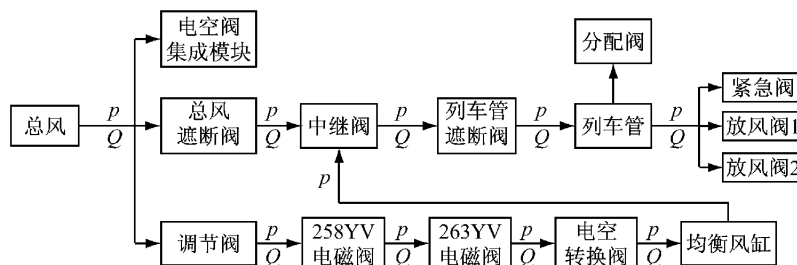 电空阀
集成模块
分配阀
总风
p
Q
总风
遮断阀
p
Q
中继阀
p
Q
列车管
遮断阀
p
Q
列车管
p
Q
紧急阀
放风阀1
放风阀2
p
调节阀
p
Q
258YV
电磁阀
p
Q
263YV
电磁阀
p
Q
电空
转换阀
p
Q
均衡风缸